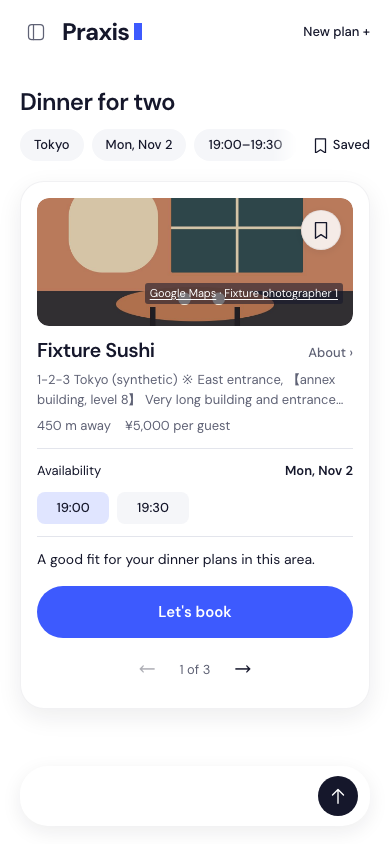 Praxis
New plan +
Dinner for two
Tokyo
Mon, Nov 2
19:00–19:30
Saved
Google Maps · Fixture photographer 1
Fixture Sushi
About ›
1-2-3 Tokyo (synthetic) ※ East entrance, 【annex
building, level 8】 Very long building and entrance…
450 m away
¥5,000 per guest
Availability
Mon, Nov 2
19:00
19:30
A good fit for your dinner plans in this area.
Let's book
← 1 of 3 →